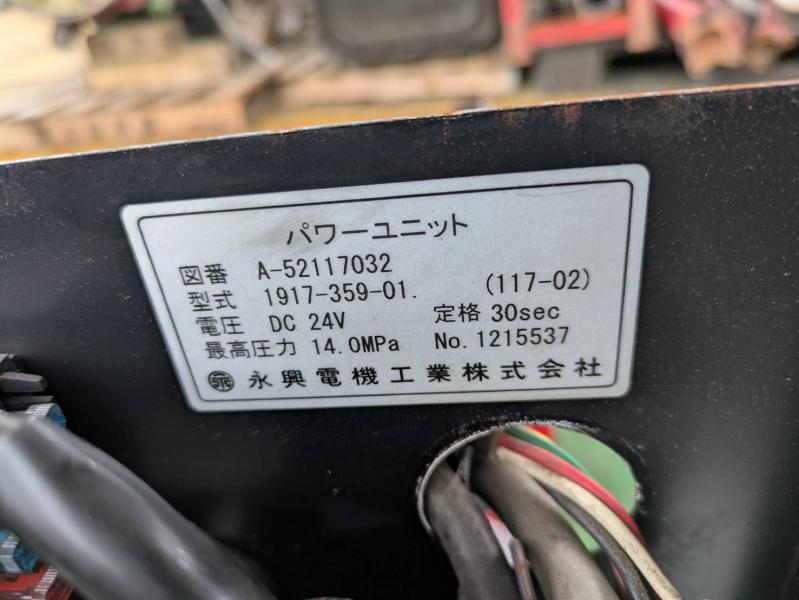 パワーユニット
図番 A-52117032
型式 1917-359-01. (117-02)
電圧 DC 24V 定格 30sec
最高圧力 14.0MPa No.1215537
永興電機工業株式会社